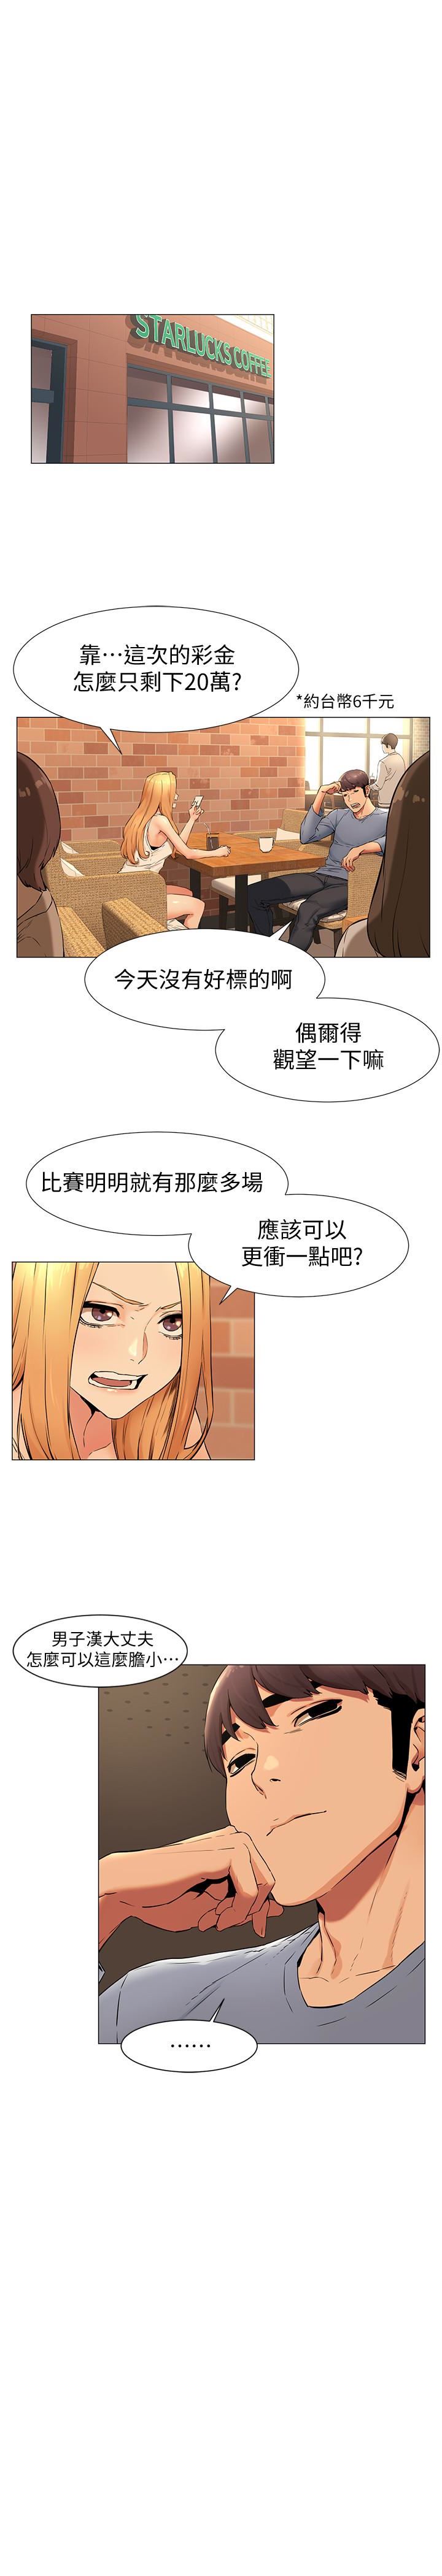 STARLUCKS COFFEE
靠…這次的彩金
怎麼只剩下20萬?
*約台幣6千元
今天沒有好標的啊
偶爾得
觀望一下嘛
比賽明明就有那麼多場
應該可以
更衝一點吧?
男子漢大丈夫
怎麼可以這麼膽小…
……